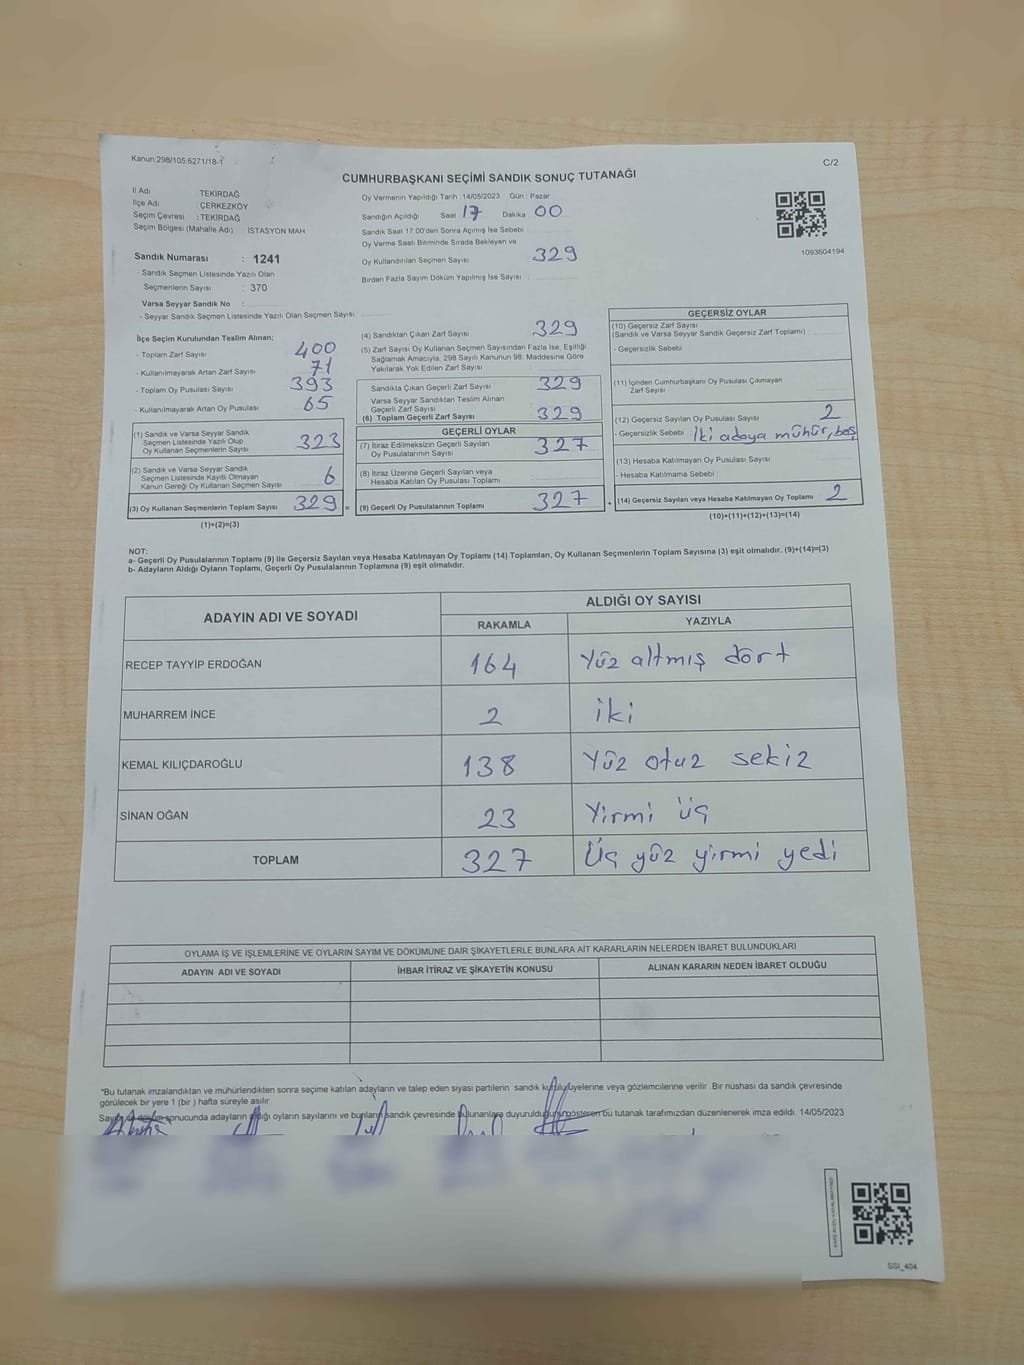 Kanun:298/105,6271/18-1
C/2
CUMHURBAŞKANI SEÇİMİ SANDIK SONUÇ TUTANAĞI
İl Adı TEKİRDAĞ
İlçe Adı : ÇERKEZKÖY
Seçim Çevresi : TEKİRDAĞ
Seçim Bölgesi (Mahalle Adı) : İSTASYON MAH.
Sandık Numarası : 1241
- Sandık Seçmen Listesinde Yazılı Olan
Seçmenlerin Sayısı : 370
Varsa Seyyar Sandık No :
- Seyyar Sandık Seçmen Listesinde Yazılı Olan Seçmen Sayısı :
Oy Vermenin Yapıldığı Tarih :14/05/2023 Gün : Pazar
Sandığın Açıldığı Saat 17 Dakika 00
Sandık Saat 17:00'den Sonra Açımış İse Sebebi :
Oy Verme Saati Bitiminde Sırada Bekleyen ve
Oy Kullandırılan Seçmen Sayısı : 329
Birden Fazla Sayım Döküm Yapılmış İse Sayısı :
1093604194
İlçe Seçim Kurulundan Teslim Alınan;
- Toplam Zarf Sayısı 400
- Kullanılmayarak Artan Zarf Sayısı 71
- Toplam Oy Pusulası Sayısı 393
- Kullanılmayarak Artan Oy Pusulası 65
(1) Sandık ve Varsa Seyyar Sandık
Seçmen Listesinde Yazılı Olup
Oy Kullanan Seçmenlerin Sayısı 323
(2) Sandık ve Varsa Seyyar Sandık
Seçmen Listesinde Kayıtlı Olmayan
Kanun Gereği Oy Kullanan Seçmen Sayısı 6
(3) Oy Kullanan Seçmenlerin Toplam Sayısı 329 =
(1)+(2)=(3)
(4) Sandıktan Çıkan Zarf Sayısı 329
(5) Zarf Sayısı Oy Kullanan Seçmen Sayısından Fazla İse, Eşitliği
Sağlamak Amacıyla, 298 Sayılı Kanunun 98. Maddesine Göre
Yakılarak Yok Edilen Zarf Sayısı
Sandıkta Çıkan Geçerli Zarf Sayısı 329
Varsa Seyyar Sandıktan Teslim Alınan
Geçerli Zarf Sayısı
(6) Toplam Geçerli Zarf Sayısı 329
GEÇERLİ OYLAR
(7) İtiraz Edilmeksizin Geçerli Sayılan
Oy Pusulasının Sayısı 327
(8) İtiraz Üzerine Geçerli Sayılan veya
Hesaba Katılan Oy Pusulası Toplamı
(9) Geçerli Oy Pusulalarının Toplamı 327 +
GEÇERSİZ OYLAR
(10) Geçersiz Zarf Sayısı
(Sandık ve Varsa Seyyar Sandık Geçersiz Zarf Toplamı) :
- Geçersizlik Sebebi :
(11) İçinden Cumhurbaşkanı Oy Pusulası Çıkmayan
Zarf Sayısı
(12) Geçersiz Sayılan Oy Pusulası Sayısı 2
- Geçersizlik Sebebi : İki adaya mühür, boş
(13) Hesaba Katılmayan Oy Pusulası Sayısı
- Hesaba Katılmama Sebebi :
(14) Geçersiz Sayılan veya Hesaba Katılmayan Oy Toplamı 2
(10)+(11)+(12)+(13)=(14)
NOT:
a- Geçerli Oy Pusulalarının Toplamı (9) ile Geçersiz Sayılan veya Hesaba Katılmayan Oy Toplamı (14) Toplamları, Oy Kullanan Seçmenlerin Toplam Sayısına (3) eşit olmalıdır. (9)+(14)=(3)
b- Adayların Aldığı Oyların Toplamı, Geçerli Oy Pusulalarının Toplamına (9) eşit olmalıdır.
ADAYIN ADI VE SOYADI ALDIĞI OY SAYISI
RAKAMLA YAZIYLA
RECEP TAYYİP ERDOĞAN 164 Yüz altmış dört
MUHARREM İNCE 2 iki
KEMAL KILIÇDAROĞLU 138 Yüz otuz sekiz
SİNAN OĞAN 23 Yirmi üç
TOPLAM 327 Üç yüz yirmi yedi
OYLAMA İŞ VE İŞLEMLERİNE VE OYLARIN SAYIM VE DÖKÜMÜNE DAİR ŞİKAYETLERLE BUNLARA AİT KARARLARIN NELERDEN İBARET BULUNDUKLARI
ADAYIN ADI VE SOYADI İHBAR İTİRAZ VE ŞİKAYETİN KONUSU ALINAN KARARIN NEDEN İBARET OLDUĞU
*Bu tutanak imzalandıktan ve mühürlendikten sonra seçime katılan adayların ve talep eden siyasi partilerin sandık kurulu üyelerine veya gözlemcilerine verilir. Bir nüshası da sandık çevresinde
görülecek bir yere 1 (bir ) hafta süreyle asılır.
Sayım ve döküm sonucunda adayların aldığı oyların sayılarını ve bunların sandık çevresinde bulunanlara duyurulduğunu gösteren bu tutanak tarafımızdan düzenlenerek imza edildi. 14/05/2023
SSI_404